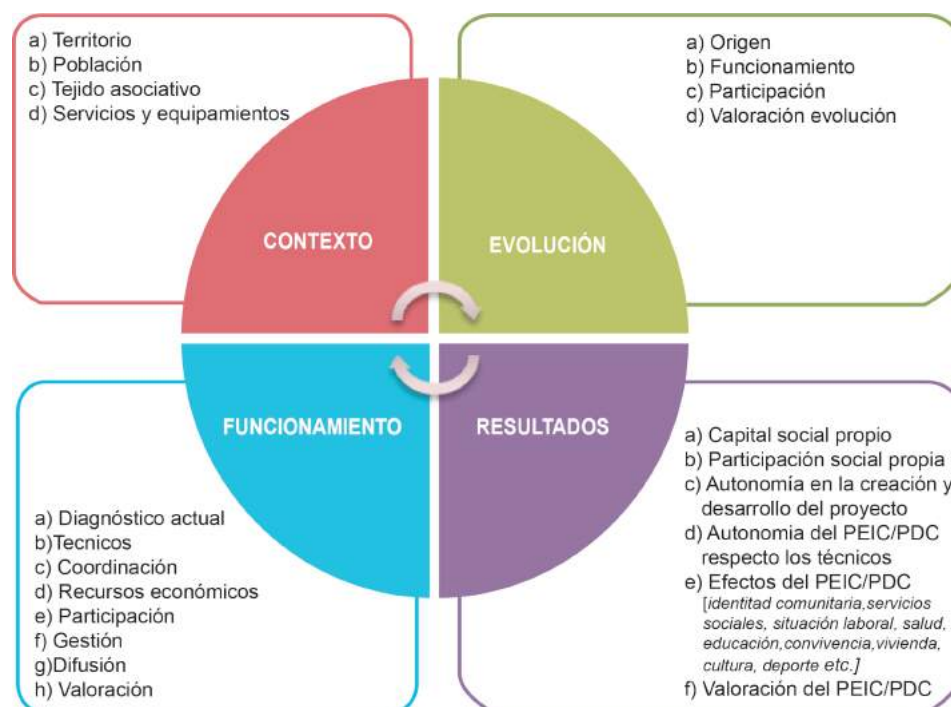 a) Territorio
b) Población
c) Tejido asociativo
d) Servicios y equipamientos
CONTEXTO
a) Origen
b) Funcionamiento
c) Participación
d) Valoración evolución
EVOLUCIÓN
FUNCIONAMIENTO
a) Diagnóstico actual
b)Tecnicos
c) Coordinación
d) Recursos económicos
e) Participación
f) Gestión
g)Difusión
h) Valoración
RESULTADOS
a) Capital social propio
b) Participación social propia
c) Autonomía en la creación y
desarrollo del proyecto
d) Autonomia del PEIC/PDC
respecto los técnicos
e) Efectos del PEIC/PDC
[identitad comunitaria,servicios
sociales, situación laboral, salud,
educación,convivencia,vivienda,
cultura, deporte etc.]
f) Valoración del PEIC/PDC